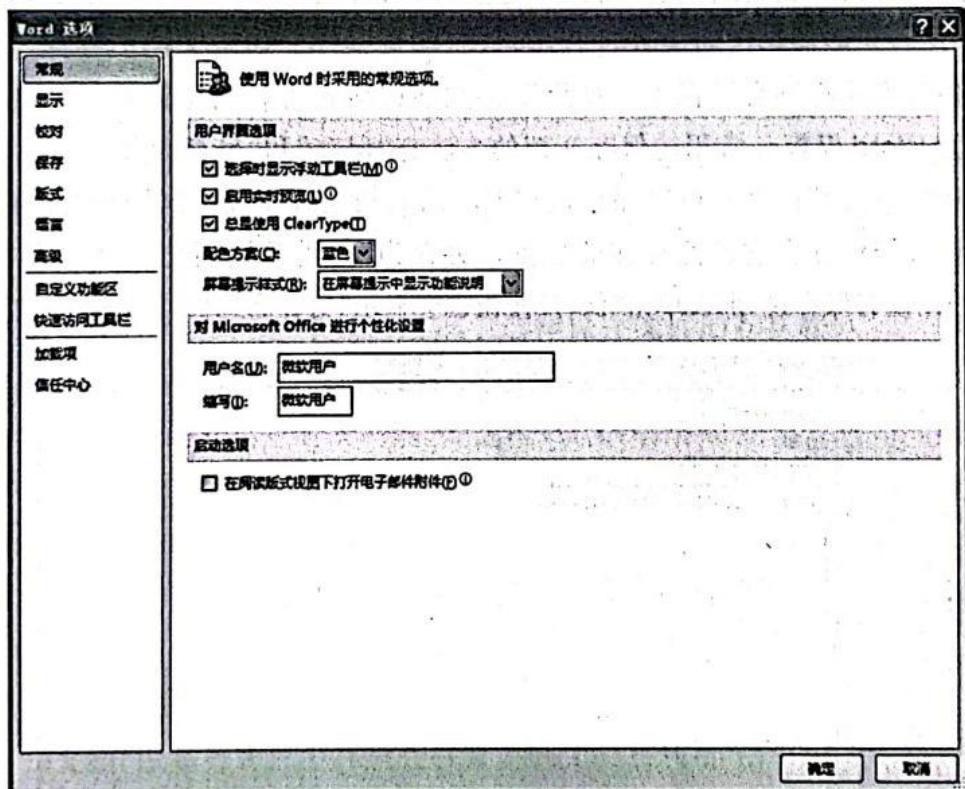 Word 选项
常规
显示
校对
保存
版式
语言
高级
自定义功能区
快速访问工具栏
加载项
信任中心
使用 Word 时采用的常规选项。
用户界面选项
选择时显示浮动工具栏(M)
启用实时预览(L)
总是使用 ClearType(T)
配色方案(C): 蓝色
屏幕提示样式(R): 在屏幕提示中显示功能说明
对 Microsoft Office 进行个性化设置
用户名(U): 微软用户
缩写(I): 微软用户
启动选项
在阅读版式视图下打开电子邮件附件(F)
确定
取消